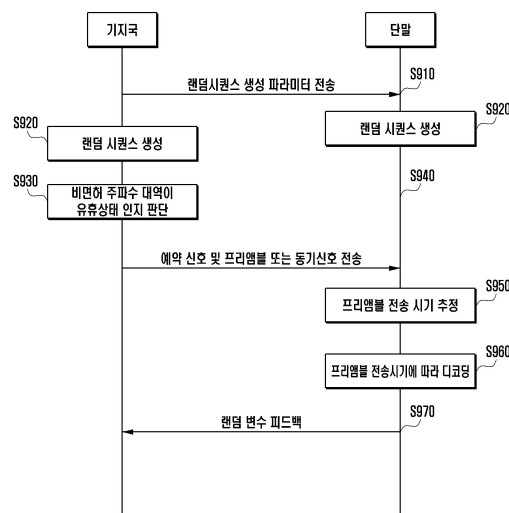 기지국
단말
랜덤시퀀스 생성 파라미터 전송
S910
S920
랜덤 시퀀스 생성
랜덤 시퀀스 생성
S920
S930
비면허 주파수 대역이
유휴상태 인지 판단
S940
예약 신호 및 프리앰블 또는 동기신호 전송
프리앰블 전송 시기 추정
S950
프리앰블 전송시기에 따라 디코딩
S960
랜덤 변수 피드백
S970